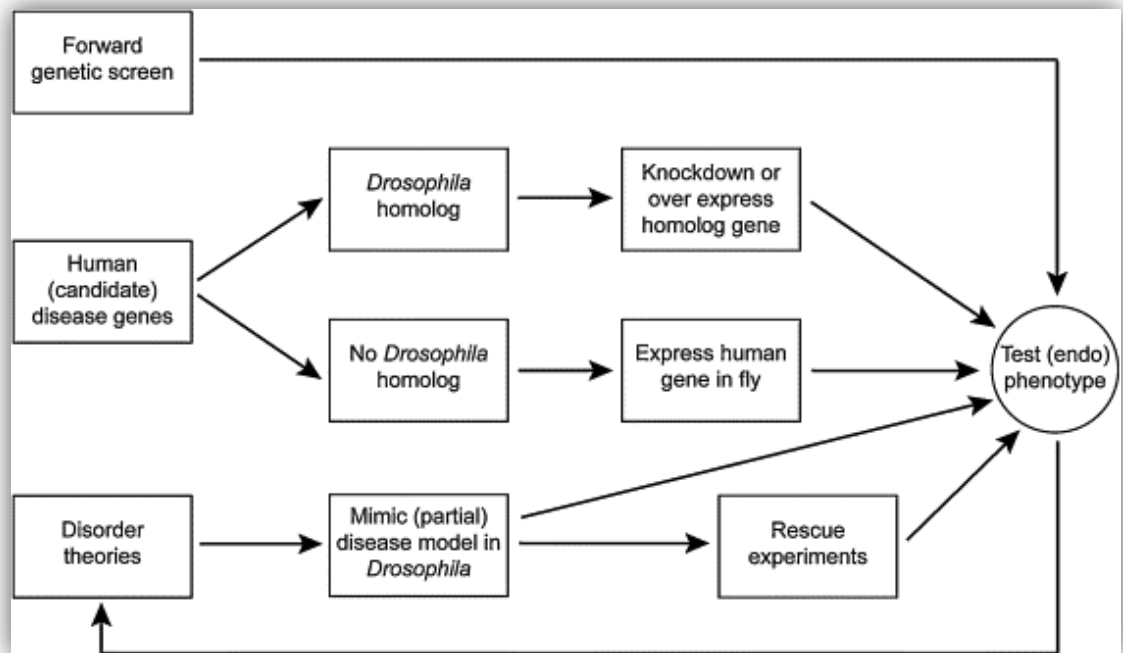 Forward
genetic screen
Drosophila
homolog
Knockdown or
over express
homolog gene
Human
(candidate)
disease genes
No Drosophila
homolog
Express human
gene in fly
Test (endo)
phenotype
Disorder
theories
Mimic (partial)
disease model in
Drosophila
Rescue
experiments